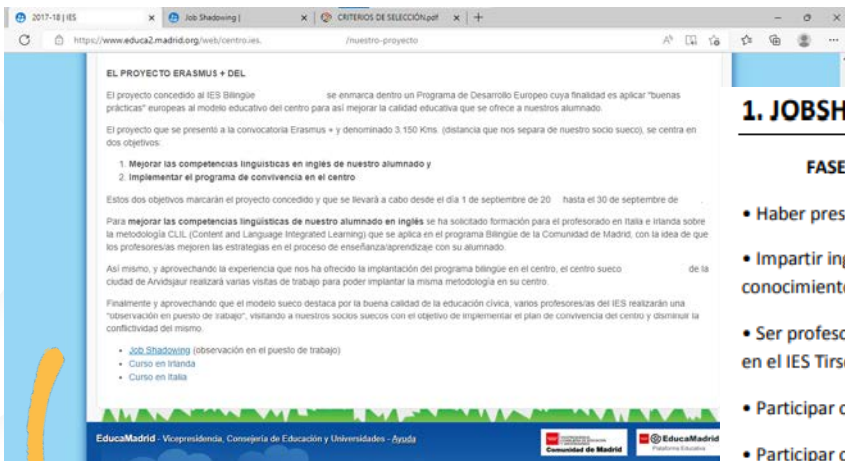 2017-18 | IES
Job Shadowing |
CRITERIOS DE SELECCIÓN.pdf
https://www.educa2.madrid.org/web/centro.ies. /nuestro-proyecto
EL PROYECTO ERASMUS + DEL
El proyecto concedido al IES Bilingüe se enmarca dentro un Programa de Desarrollo Europeo cuya finalidad es aplicar "buenas
prácticas" europeas al modelo educativo del centro para así mejorar la calidad educativa que se ofrece a nuestros alumnado.
El proyecto que se presentó a la convocatoria Erasmus + y denominado 3.150 Kms. (distancia que nos separa de nuestro socio sueco), se centra en
dos objetivos:
1. Mejorar las competencias lingüísticas en inglés de nuestro alumnado y
2. Implementar el programa de convivencia en el centro
Estos dos objetivos marcarán el proyecto concedido y que se llevará a cabo desde el día 1 de septiembre de 20 hasta el 30 de septiembre de .
Para mejorar las competencias lingüísticas de nuestro alumnado en inglés se ha solicitado formación para el profesorado en Italia e Irlanda sobre
la metodología CLIL (Content and Language Integrated Learning) que se aplica en el programa Bilingüe de la Comunidad de Madrid, con la idea de que
los profesores/as mejoren las estrategias en el proceso de enseñanza/aprendizaje con su alumnado.
Así mismo, y aprovechando la experiencia que nos ha ofrecido la implantación del programa bilingüe en el centro, el centro sueco de la
ciudad de Arvidsjaur realizará varias visitas de trabajo para poder implantar la misma metodología en su centro.
Finalmente y aprovechando que el modelo sueco destaca por la buena calidad de la educación cívica, varios profesores/as del IES realizarán una
"observación en puesto de trabajo", visitando a nuestros socios suecos con el objetivo de implementar el plan de convivencia del centro y disminuir la
conflictividad del mismo.
• Job Shadowing (observación en el puesto de trabajo)
• Curso en Irlanda
• Curso en Italia
EducaMadrid - Vicepresidencia, Consejería de Educación y Universidades - Ayuda
Comunidad de Madrid
EducaMadrid
Plataforma Educativa
1. JOBSH
FASE
• Haber pres
• Impartir ing
conocimient
• Ser profeso
en el IES Tirs
• Participar c
• Participar c